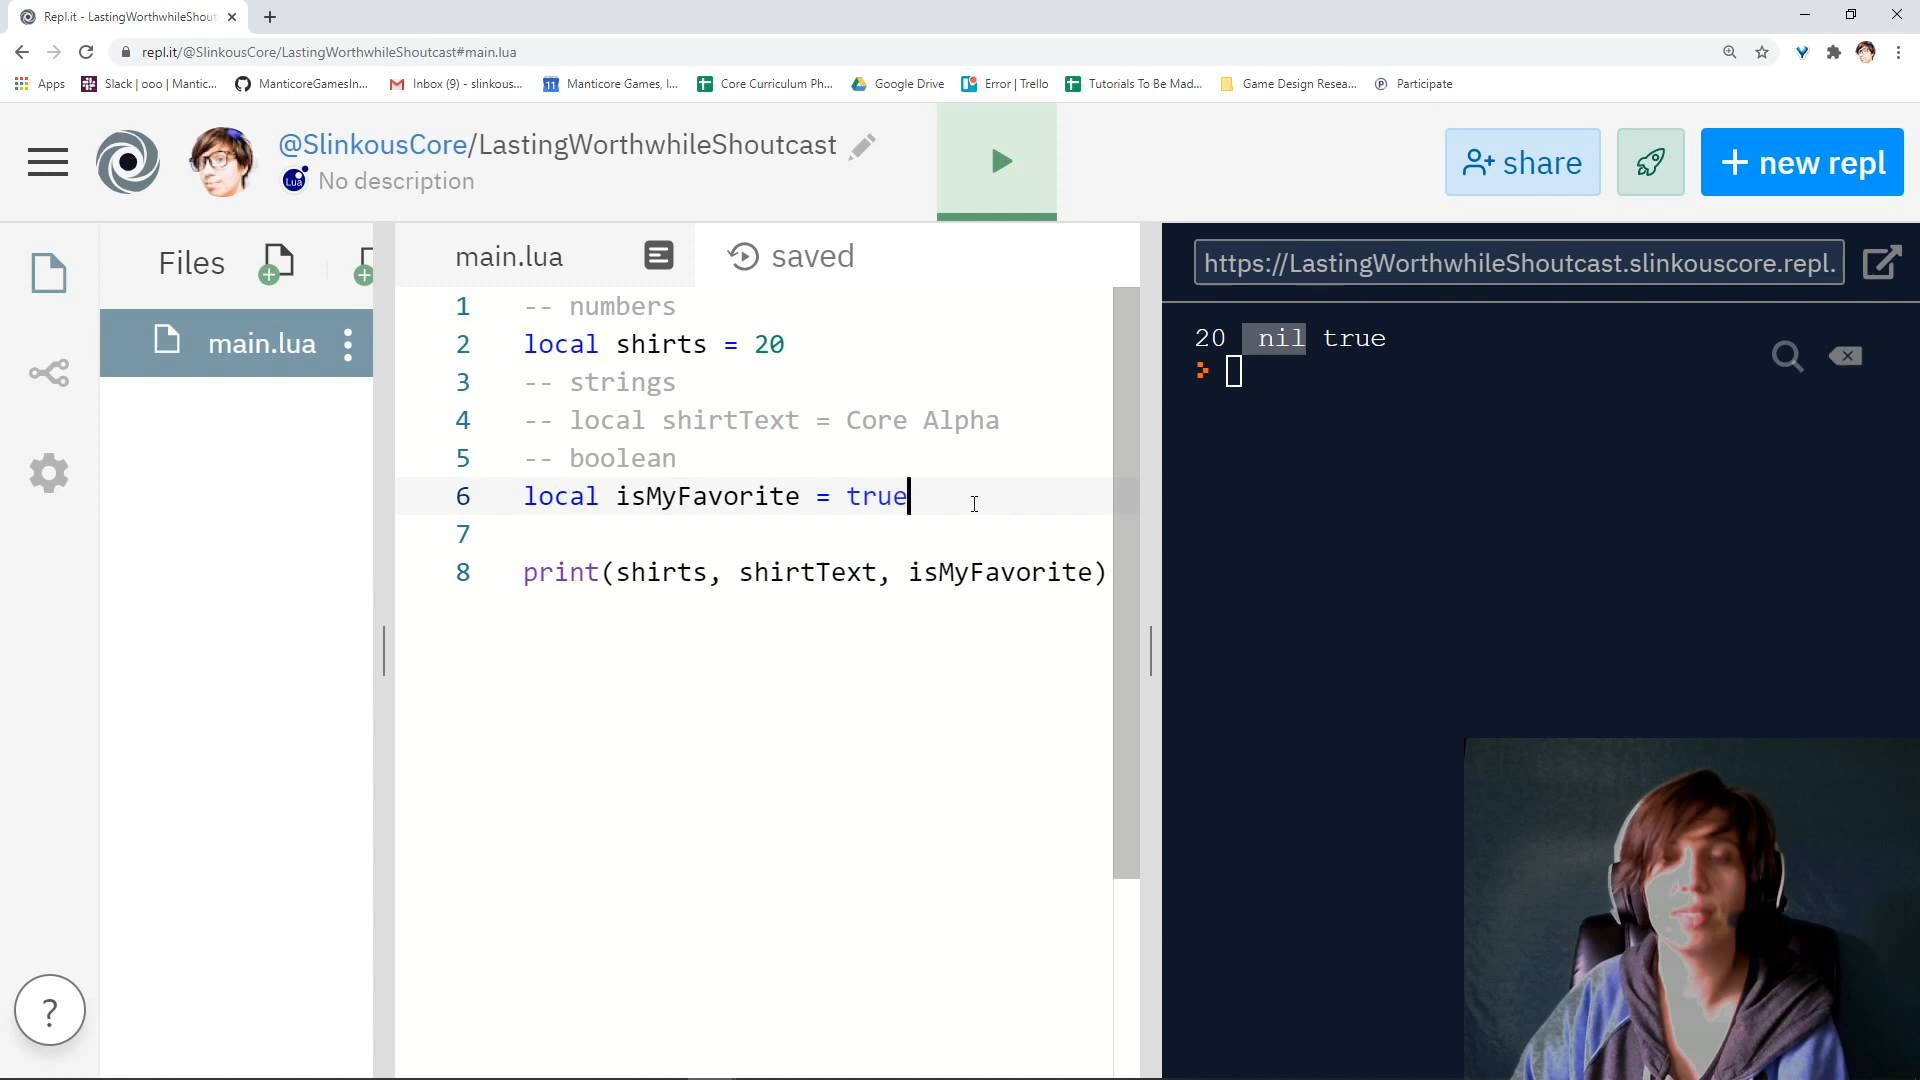 Repl.it - LastingWorthwhileShout
repl.it/@SlinkousCore/LastingWorthwhileShoutcast#main.lua
Apps Slack | ooo | Mantic... ManticoreGamesIn... Inbox (9) - slinkous... 11 Manticore Games, I... Core Curriculum Ph... Google Drive Error | Trello Tutorials To Be Mad... Game Design Resea... P Participate
@SlinkousCore/LastingWorthwhileShoutcast
Lua No description
share
+ new repl
Files
main.lua
main.lua
saved
1 -- numbers
2 local shirts = 20
3 -- strings
4 -- local shirtText = Core Alpha
5 -- boolean
6 local isMyFavorite = true
7
8 print(shirts, shirtText, isMyFavorite)
https://LastingWorthwhileShoutcast.slinkouscore.repl.
20 nil true
?